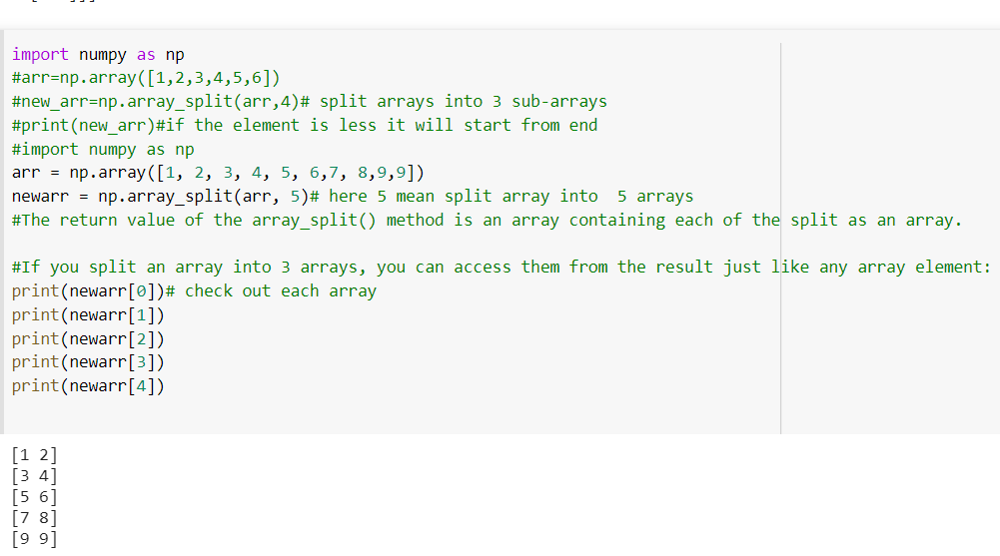 import numpy as np
#arr=np.array([1,2,3,4,5,6])
#new_arr=np.array_split(arr,4)# split arrays into 3 sub-arrays
#print(new_arr)#if the element is less it will start from end
#import numpy as np
arr = np.array([1, 2, 3, 4, 5, 6,7, 8,9,9])
newarr = np.array_split(arr, 5)# here 5 mean split array into  5 arrays
#The return value of the array_split() method is an array containing each of the split as an array.
#If you split an array into 3 arrays, you can access them from the result just like any array element:
print(newarr[0])# check out each array
print(newarr[1])
print(newarr[2])
print(newarr[3])
print(newarr[4])
[1 2]
[3 4]
[5 6]
[7 8]
[9 9]